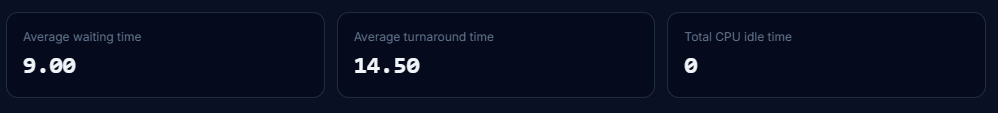 Average waiting time
9.00
Average turnaround time
14.50
Total CPU idle time
0